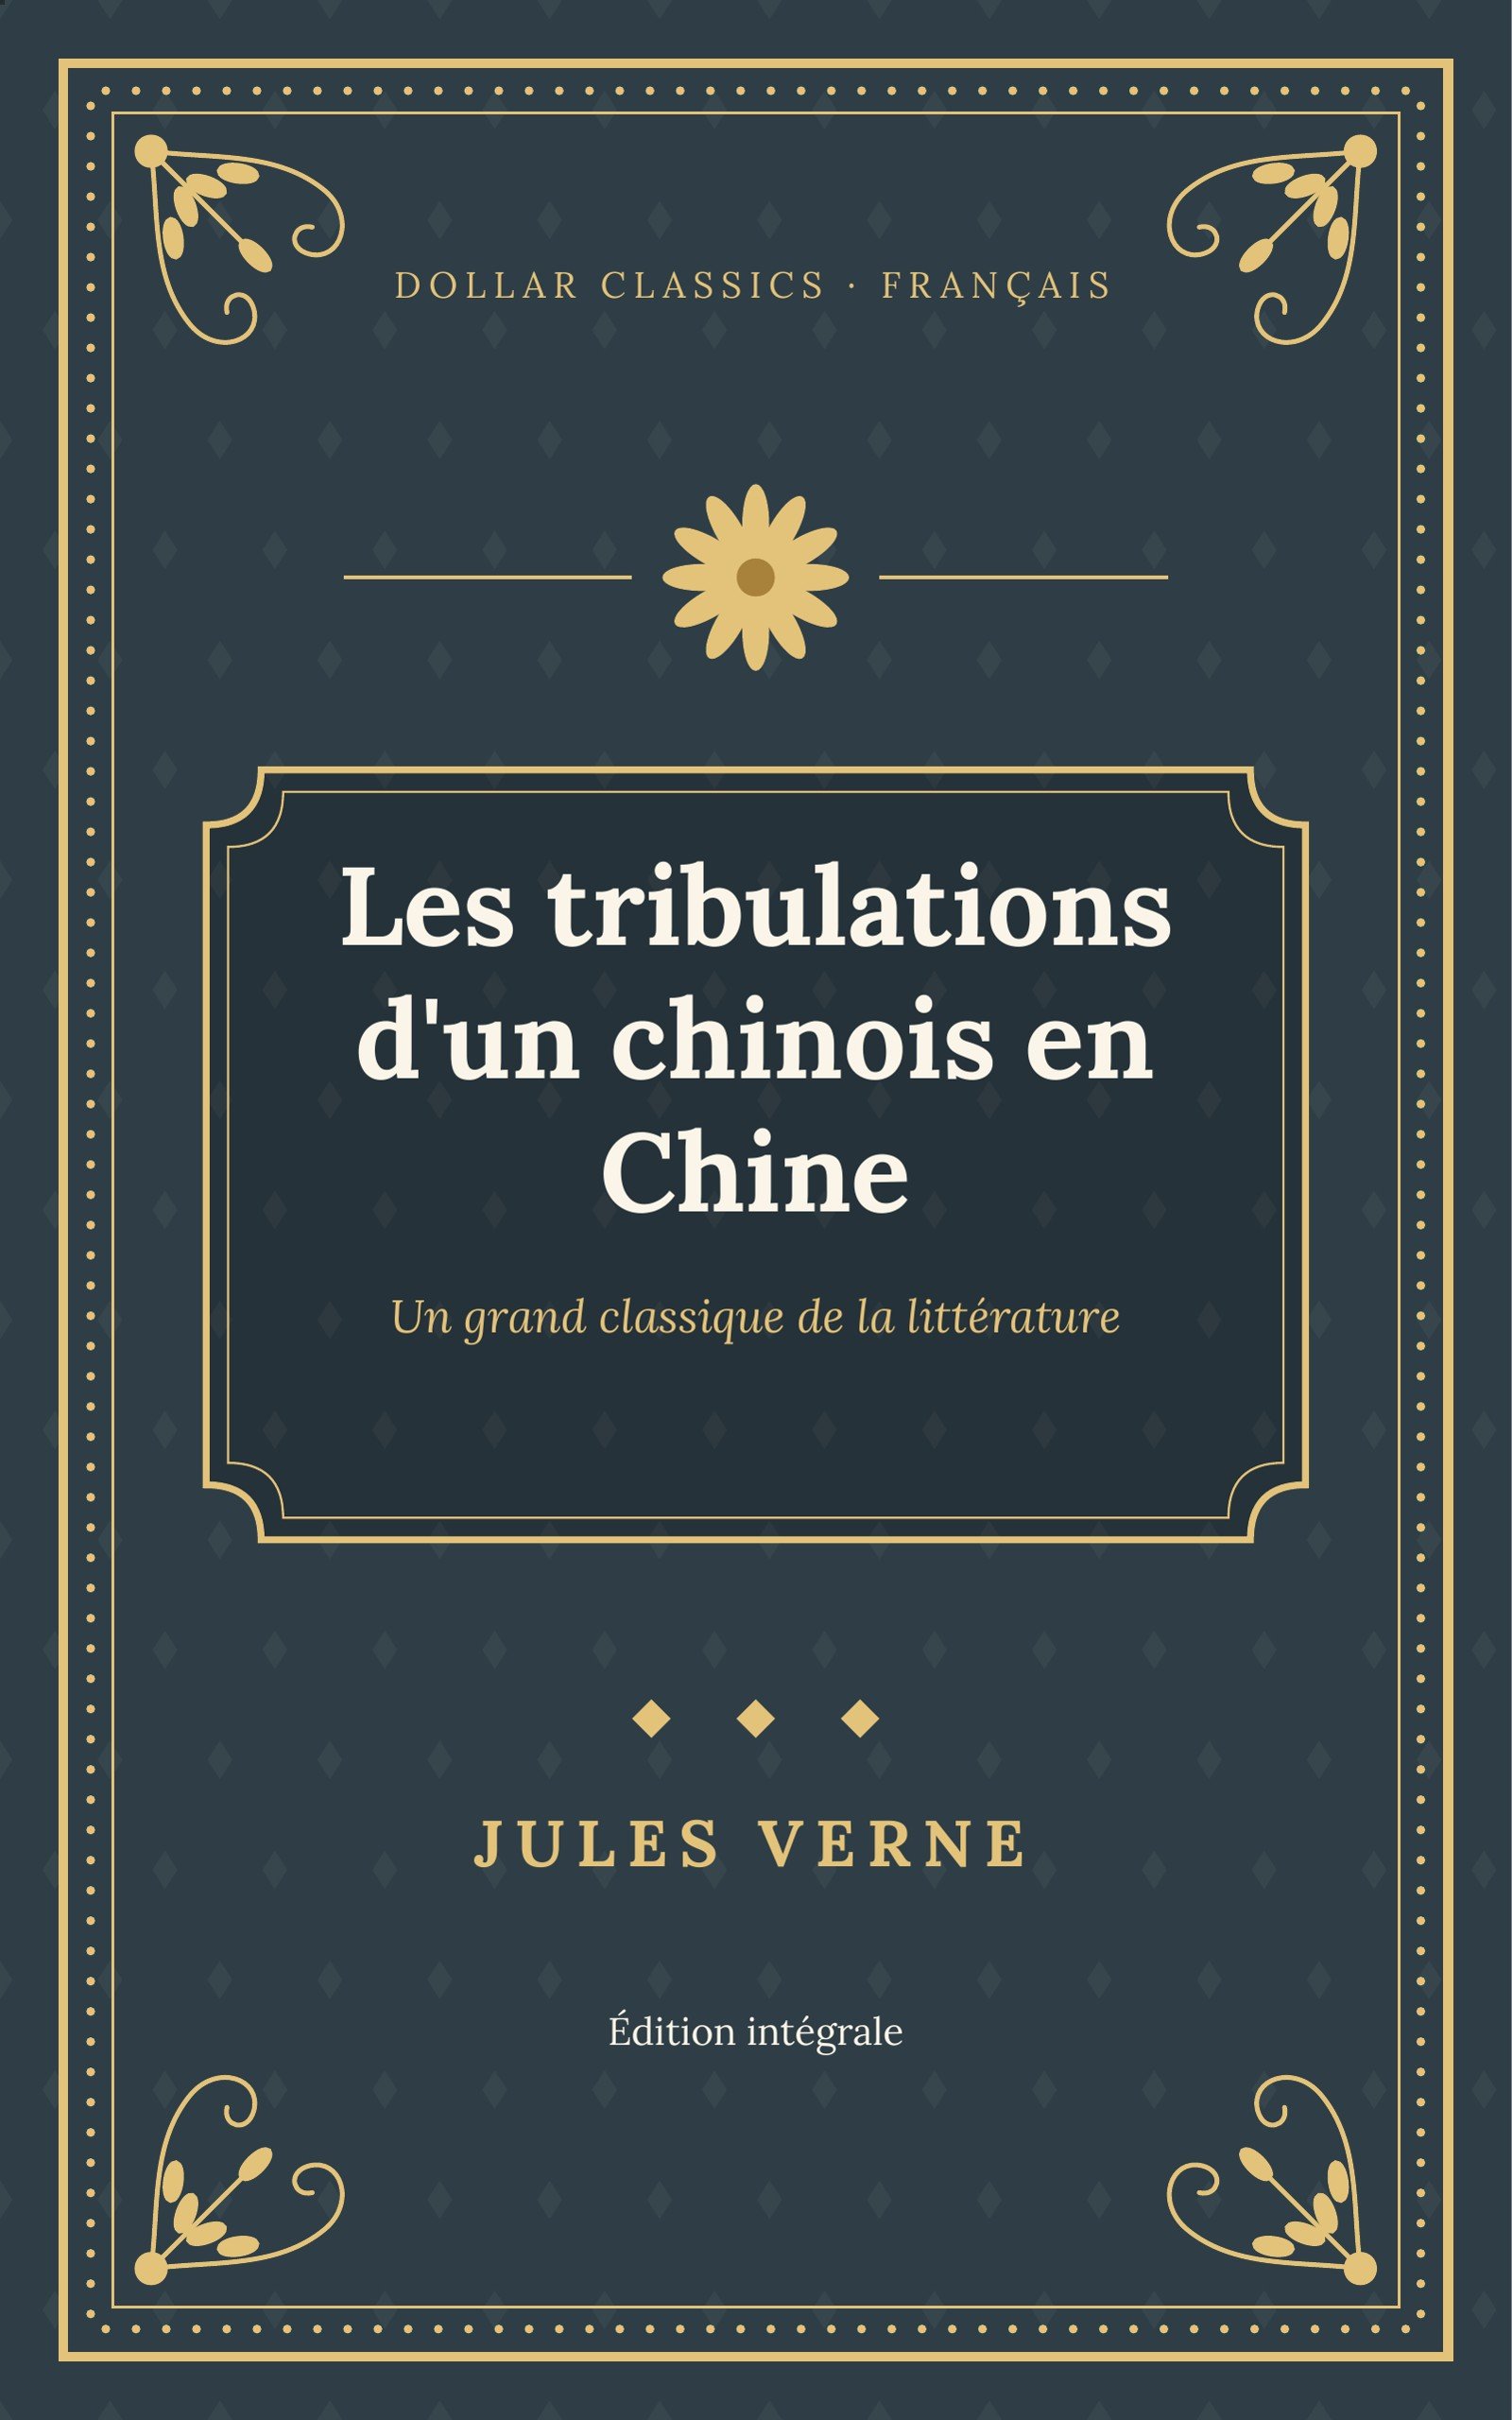 DOLLAR CLASSICS · FRANÇAIS
Les tribulations
d'un chinois en
Chine
Un grand classique de la littérature
JULES VERNE
Édition intégrale